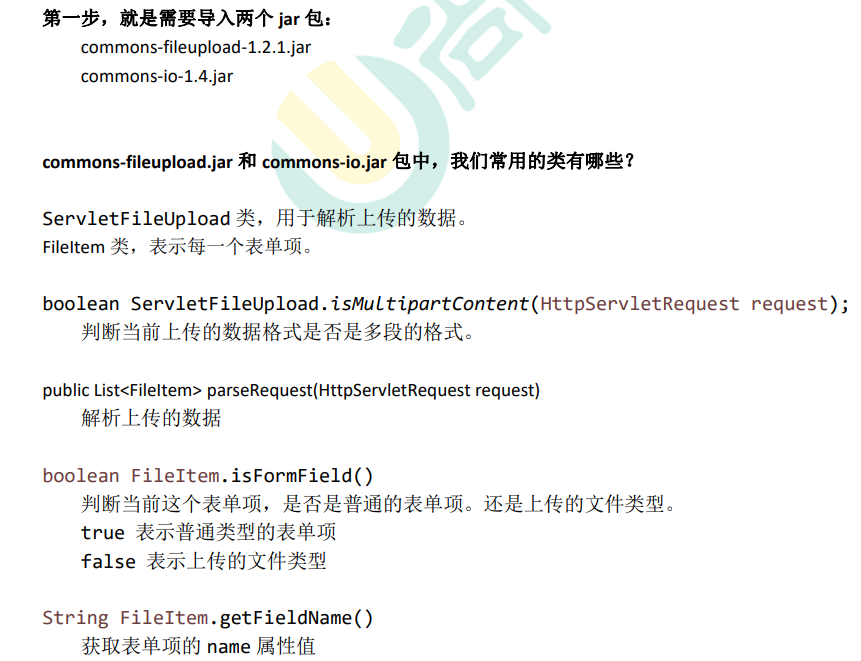 第一步，就是需要导入两个 jar 包：
commons-fileupload-1.2.1.jar
commons-io-1.4.jar
commons-fileupload.jar 和 commons-io.jar 包中，我们常用的类有哪些？
ServletFileUpload 类，用于解析上传的数据。
FileItem 类，表示每一个表单项。
boolean ServletFileUpload.isMultipartContent(HttpServletRequest request);
判断当前上传的数据格式是否是多段的格式。
public List<FileItem> parseRequest(HttpServletRequest request)
解析上传的数据
boolean FileItem.isFormField()
判断当前这个表单项，是否是普通的表单项。还是上传的文件类型。
true 表示普通类型的表单项
false 表示上传的文件类型
String FileItem.getFieldName()
获取表单项的 name 属性值
尚